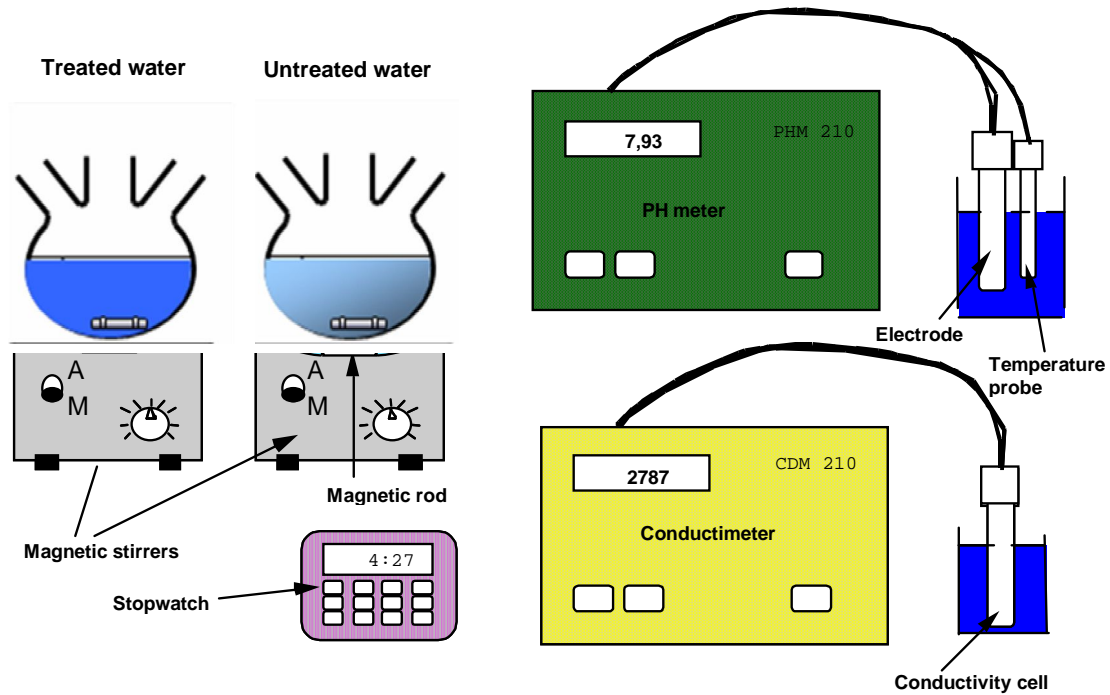 Treated water
Untreated water
A
M
A
M
Magnetic rod
Magnetic stirrers
Stopwatch
4:27
7,93
PHM 210
PH meter
Electrode
Temperature
probe
2787
CDM 210
Conductimeter
Conductivity cell